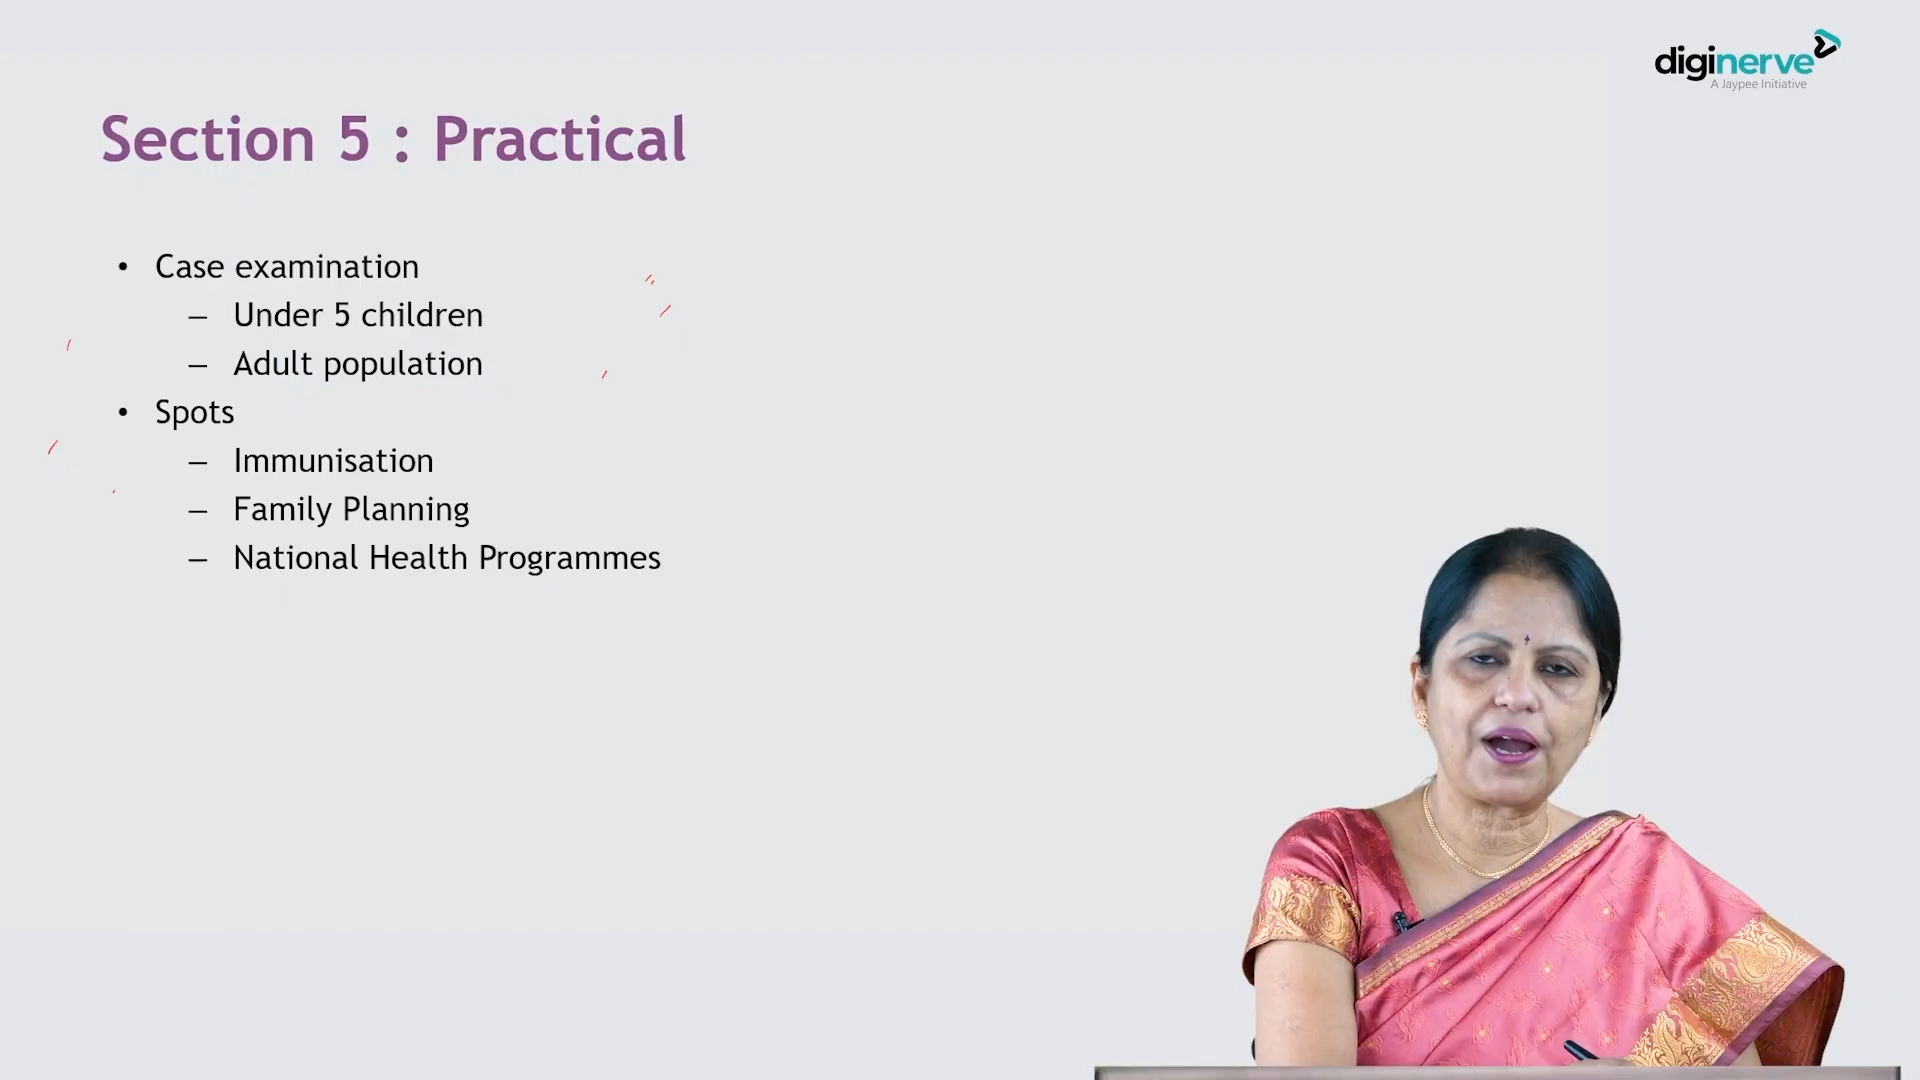 diginerve
A Jaypee Initiative
Section 5 : Practical
• Case examination
– Under 5 children
– Adult population
• Spots
– Immunisation
– Family Planning
– National Health Programmes